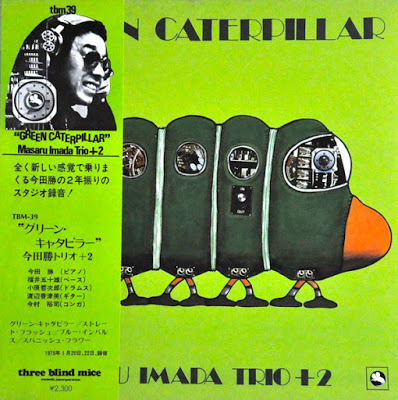 tbm39
"GREEN CATERPILLAR"
Masaru Imada Trio+2
全く新しい感覚で乗りま
くる今田勝の2年振りの
スタジオ録音！
TBM-39
"グリーン・
キャタピラー"
今田勝トリオ+2
今田　勝(ピアノ)
福井五十雄(ベース)
小原哲次郎(ドラムス)
渡辺香津美(ギター)
今村　裕司(コンガ)
グリーン・キャタピラー／ストレー
ト・フラッシュ／ブルー・インパル
ス／スパニッシュ・フラワー
1975年1月20日,22日,録音
three blind mice
¥2,300
N CATERPILLAR
OUT
U IMADA TRIO+2